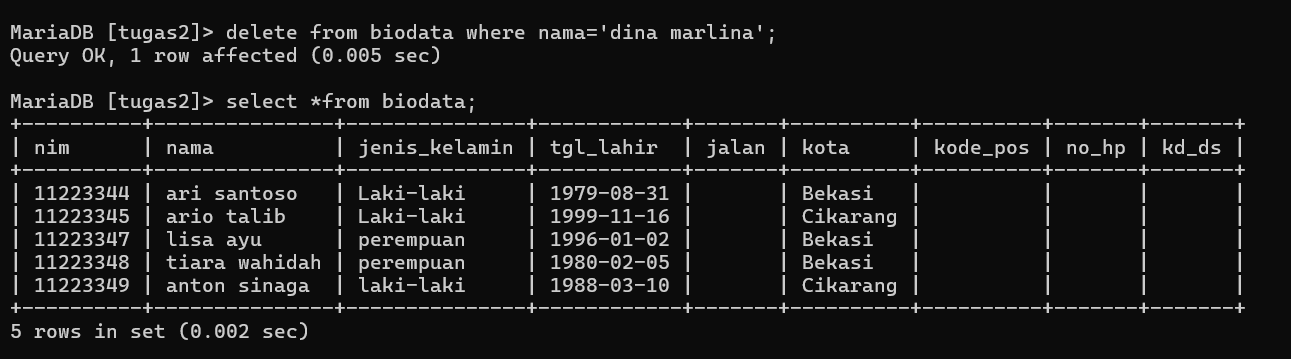 MariaDB [tugas2]> delete from biodata where nama='dina marlina';
Query OK, 1 row affected (0.005 sec)
MariaDB [tugas2]> select *from biodata;
+----------+---------------+---------------+------------+-------+----------+----------+-------+-------+
| nim      | nama          | jenis_kelamin | tgl_lahir  | jalan | kota     | kode_pos | no_hp | kd_ds |
+----------+---------------+---------------+------------+-------+----------+----------+-------+-------+
| 11223344 | ari santoso   | Laki-laki     | 1979-08-31 |       | Bekasi   |          |       |       |
| 11223345 | ario talib    | Laki-laki     | 1999-11-16 |       | Cikarang |          |       |       |
| 11223347 | lisa ayu      | perempuan     | 1996-01-02 |       | Bekasi   |          |       |       |
| 11223348 | tiara wahidah | perempuan     | 1980-02-05 |       | Bekasi   |          |       |       |
| 11223349 | anton sinaga  | laki-laki     | 1988-03-10 |       | Cikarang |          |       |       |
+----------+---------------+---------------+------------+-------+----------+----------+-------+-------+
5 rows in set (0.002 sec)